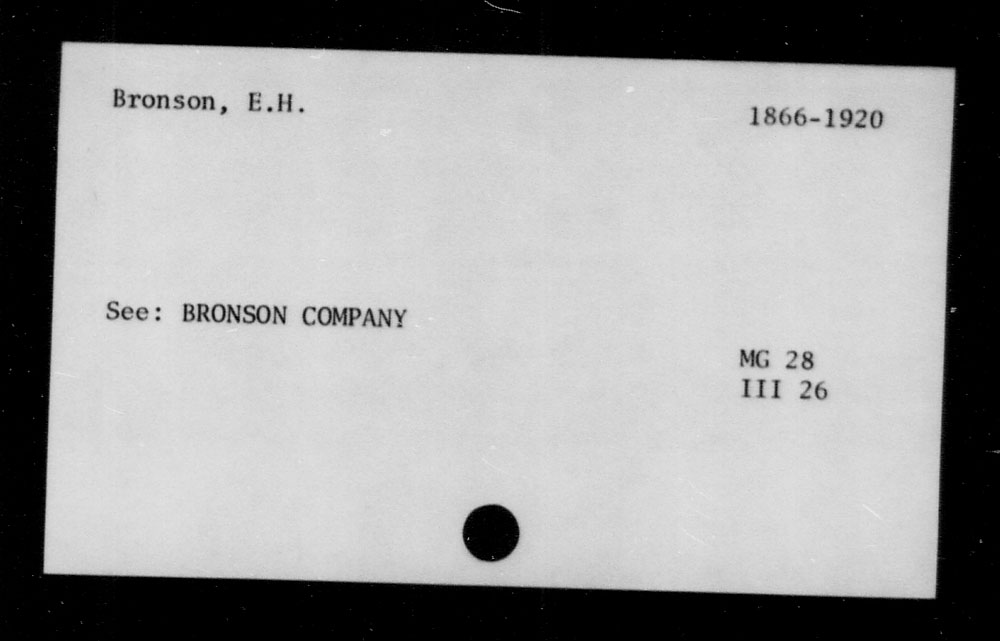 Bronson, E.H.
1866-1920
See: BRONSON COMPANY
MG 28
III 26